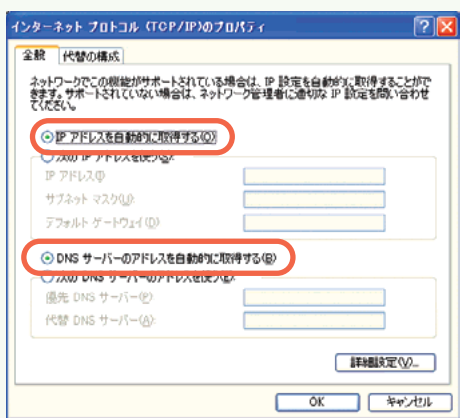 インターネット プロトコル (TCP/IP)のプロパティ
全般 代替の構成
ネットワークでこの機能がサポートされている場合は、IP 設定を自動的に取得することがで
きます。サポートされていない場合は、ネットワーク管理者に適切な IP 設定を問い合わせ
てください。
IP アドレスを自動的に取得する(O)
次の IP アドレスを使う(S):
IP アドレス(I):
サブネット マスク(U):
デフォルト ゲートウェイ(D):
DNS サーバーのアドレスを自動的に取得する(B)
次の DNS サーバーのアドレスを使う(E):
優先 DNS サーバー(P):
代替 DNS サーバー(A):
詳細設定(V)...
OK キャンセル